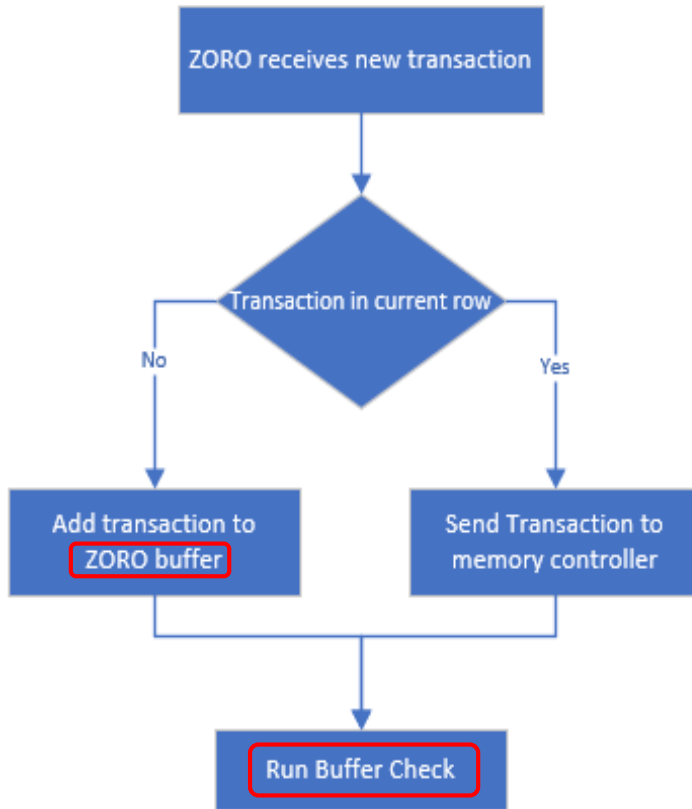 ZORO receives new transaction
Transaction in current row
No
Yes
Add transaction to
ZORO buffer
Send Transaction to
memory controller
Run Buffer Check